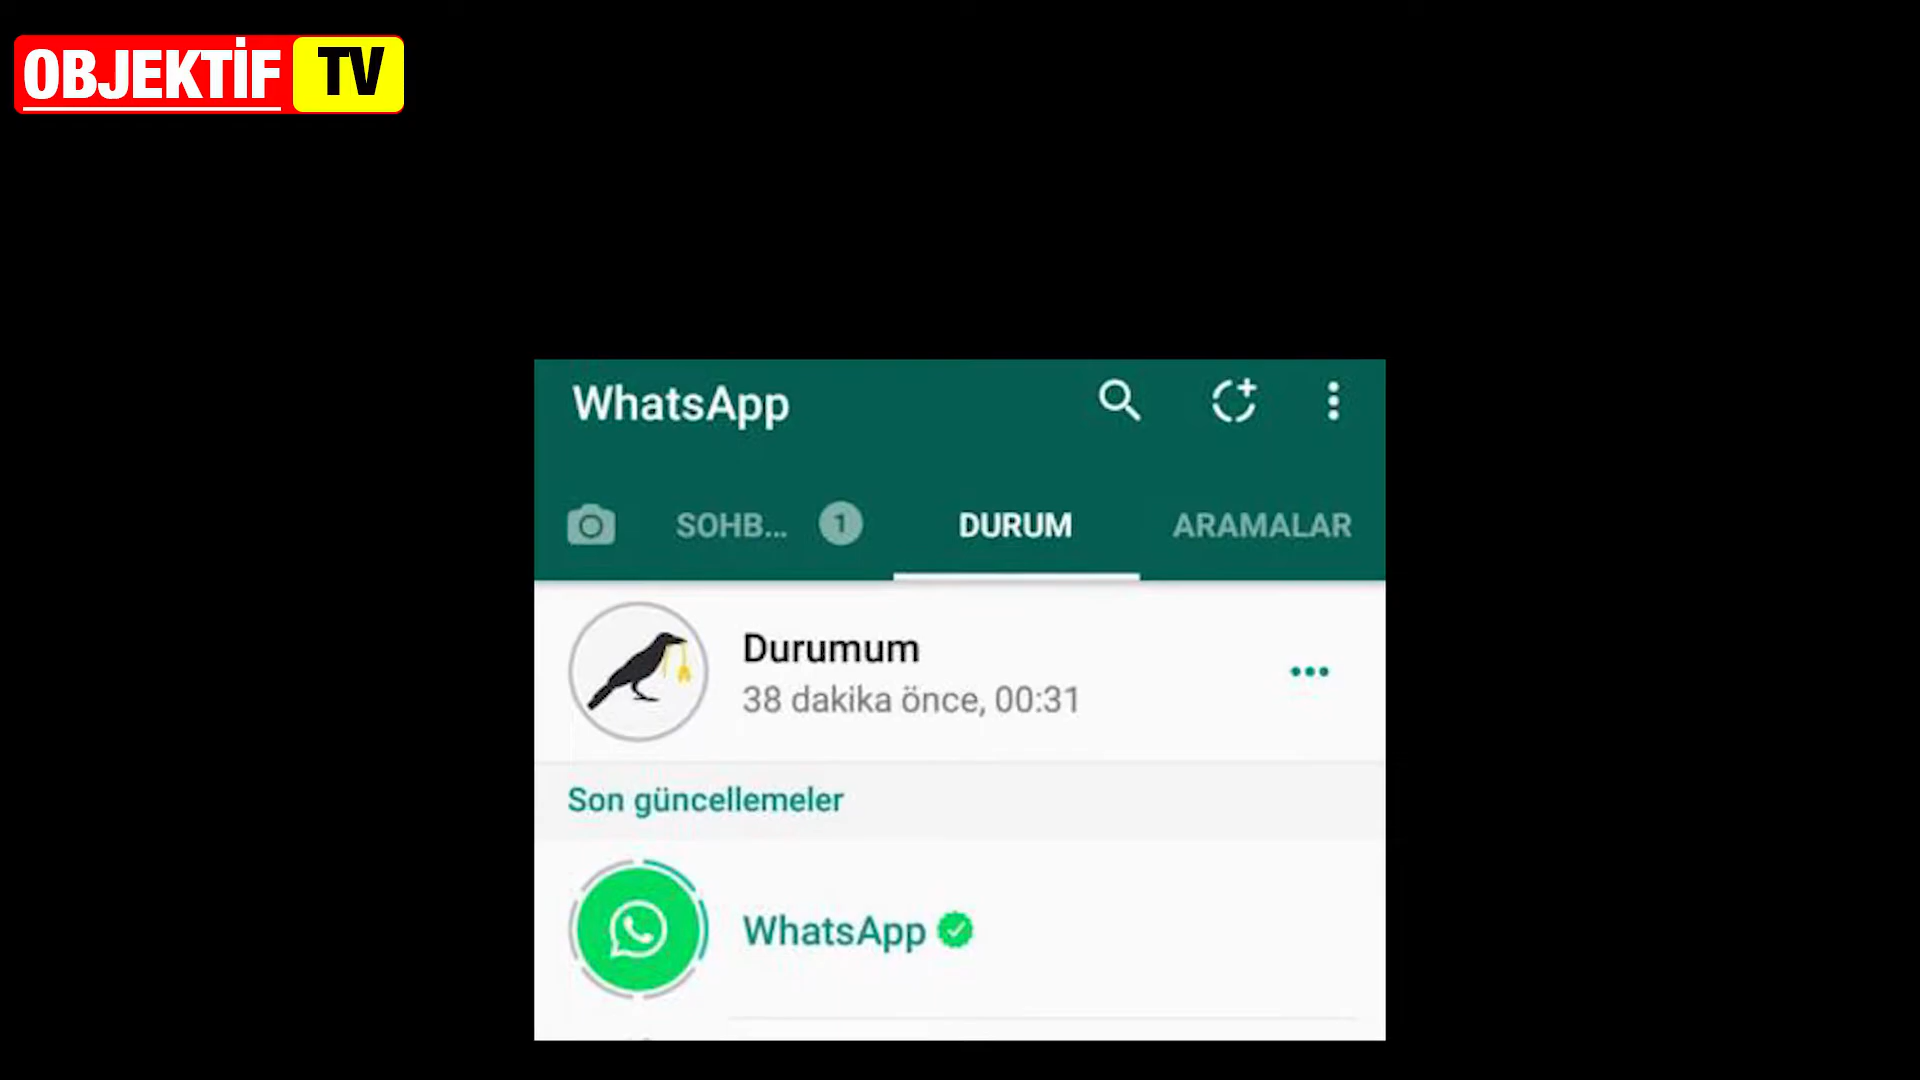 OBJEKTİF TV
WhatsApp
SOHB... 1 DURUM ARAMALAR
Durumum
38 dakika önce, 00:31
Son güncellemeler
WhatsApp